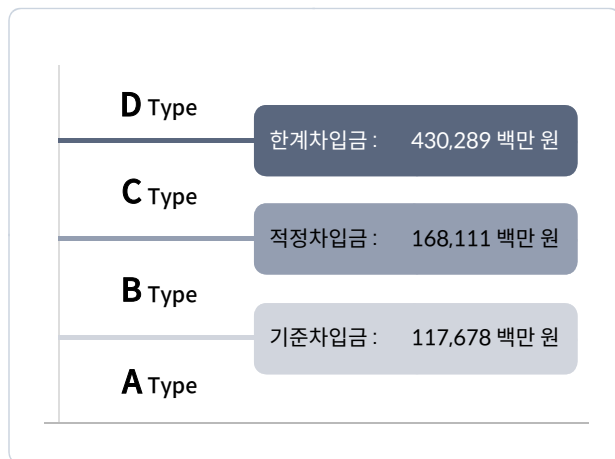 D Type
한계차입금 : 430,289 백만 원
C Type
적정차입금 : 168,111 백만 원
B Type
기준차입금 : 117,678 백만 원
A Type